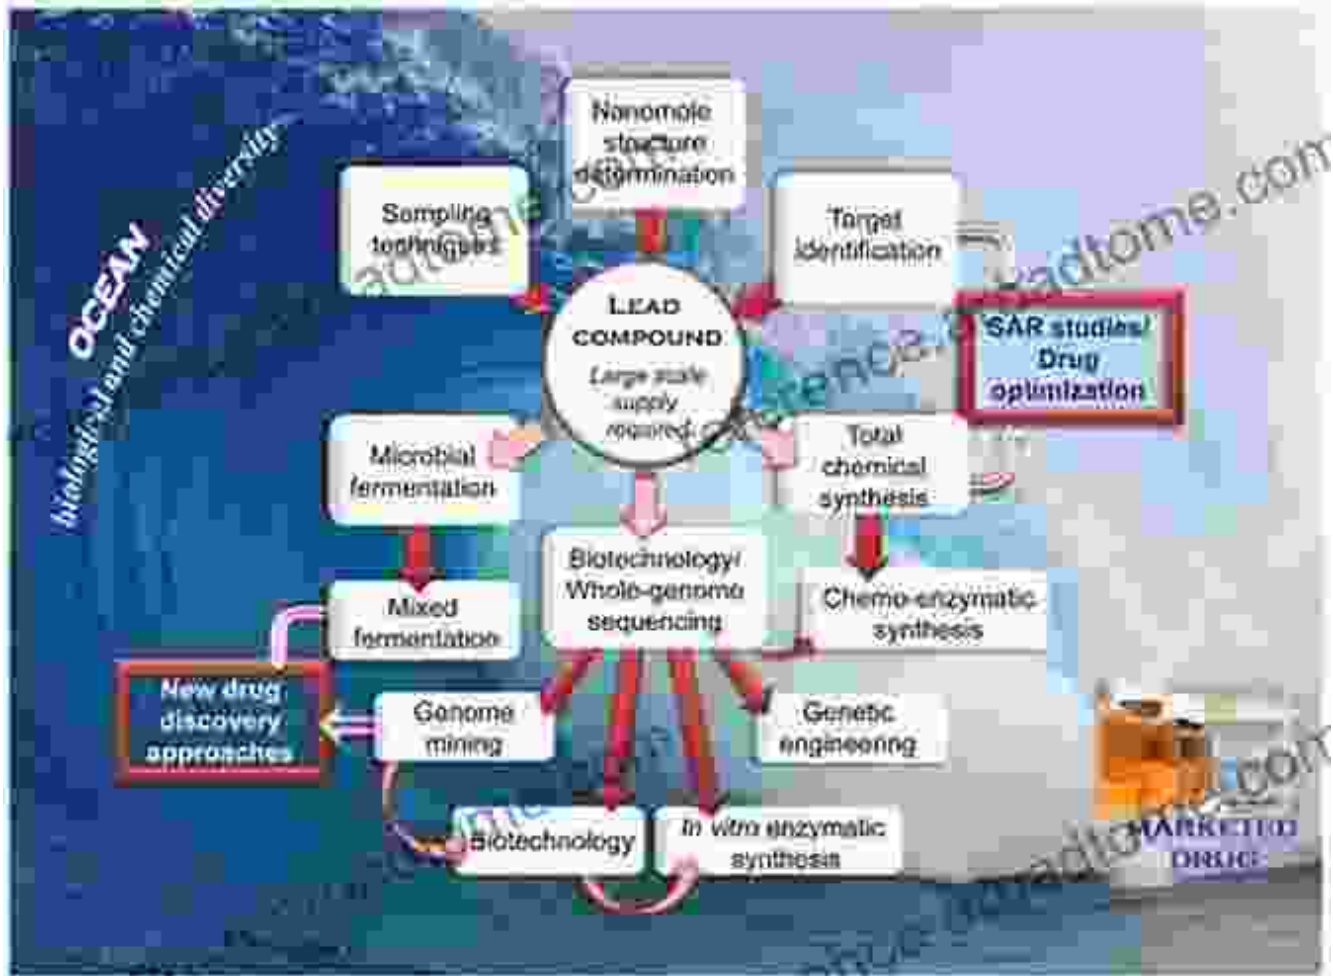 OCEAN
biological and chemical diversity
Nanomole
structure
determination
Sampling
techniques
Target
identification
LEAD
COMPOUND
Large scale
supply
required
SAR studies/
Drug
optimization
Microbial
fermentation
Total
chemical
synthesis
Biotechnology/
Whole-genome
sequencing
Mixed
fermentation
Chemo-enzymatic
synthesis
New drug
discovery
approaches
Genome
mining
Genetic
engineering
Biotechnology
In vitro enzymatic
synthesis
MARKETED
DRUG